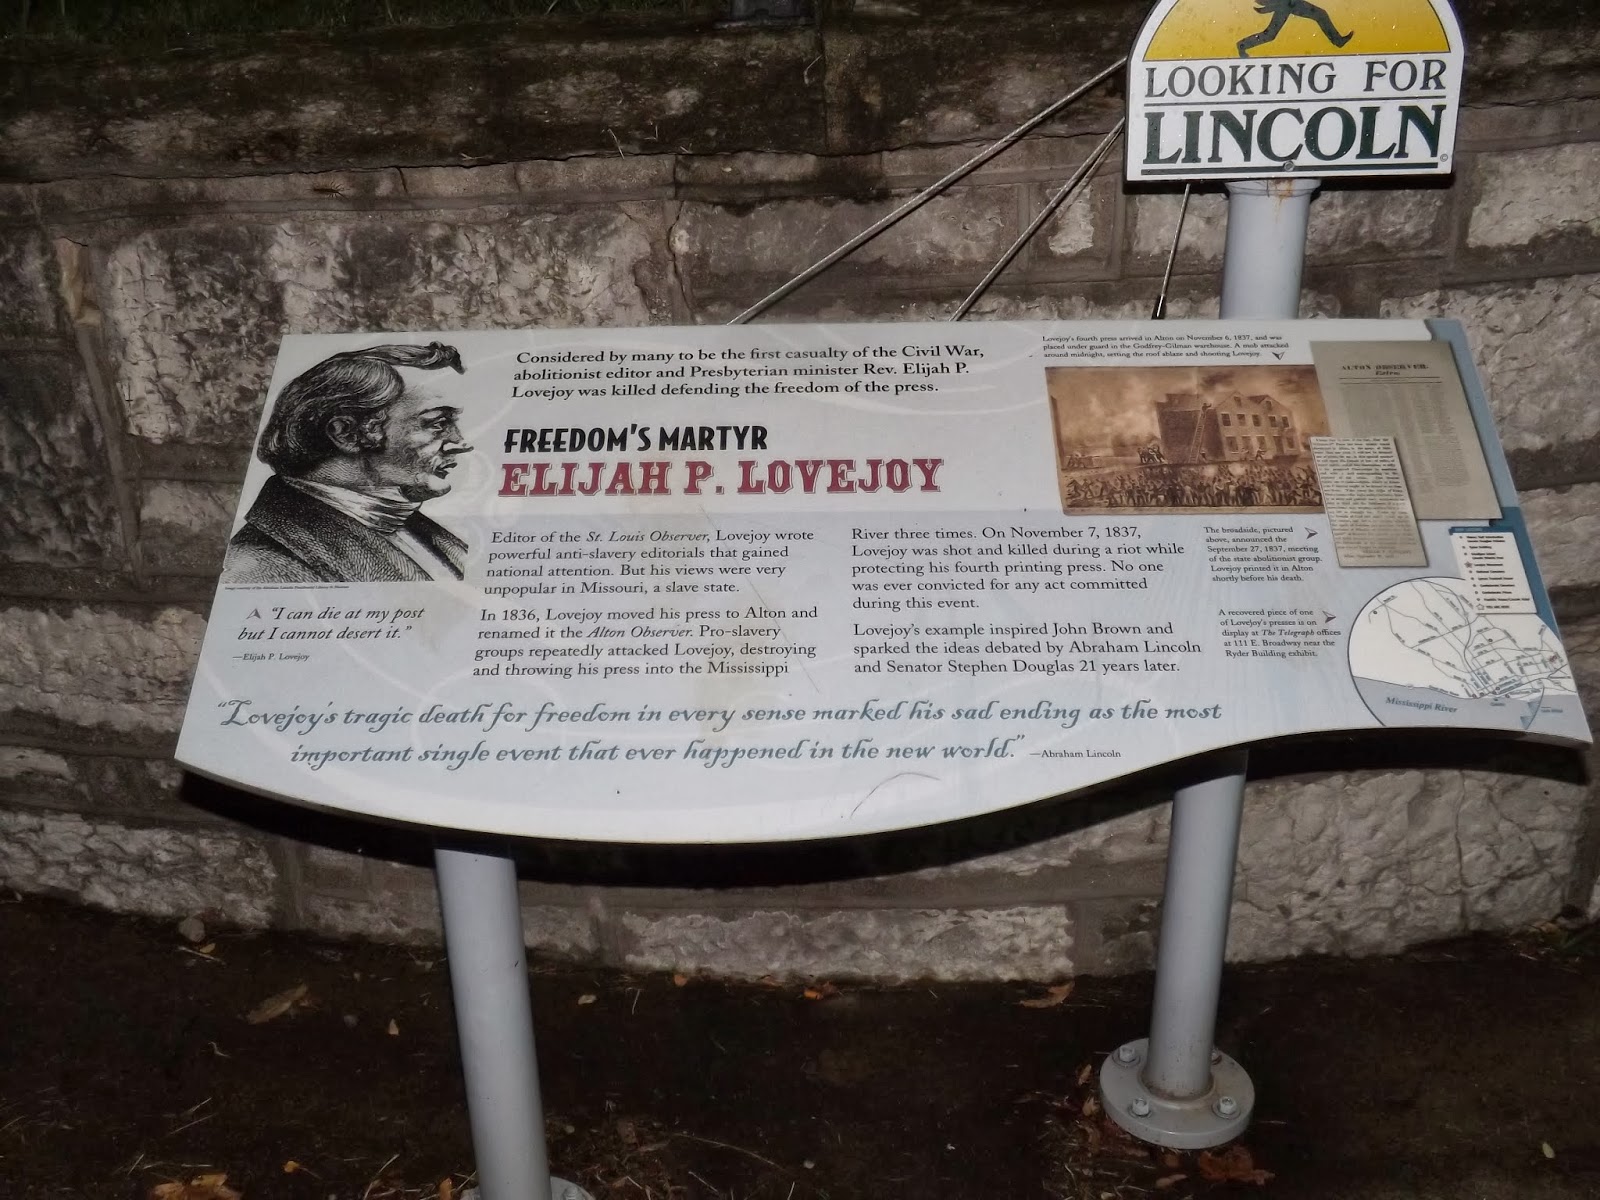 LOOKING FOR
LINCOLN
Considered by many to be the first casualty of the Civil War,
abolitionist editor and Presbyterian minister Rev. Elijah P.
Lovejoy was killed defending the freedom of the press.
FREEDOM'S MARTYR
ELIJAH P. LOVEJOY
"I can die at my post
but I cannot desert it."
—Elijah P. Lovejoy
Editor of the St. Louis Observer, Lovejoy wrote
powerful anti-slavery editorials that gained
national attention. But his views were very
unpopular in Missouri, a slave state.
In 1836, Lovejoy moved his press to Alton and
renamed it the Alton Observer. Pro-slavery
groups repeatedly attacked Lovejoy, destroying
and throwing his press into the Mississippi
River three times. On November 7, 1837,
Lovejoy was shot and killed during a riot while
protecting his fourth printing press. No one
was ever convicted for any act committed
during this event.
Lovejoy's example inspired John Brown and
sparked the ideas debated by Abraham Lincoln
and Senator Stephen Douglas 21 years later.
Lovejoy's fourth press arrived in Alton on November 6, 1837, and was
placed under guard in the Godfrey-Gilman warehouse. A mob attacked
around midnight, setting the roof ablaze and shooting Lovejoy.
ALTON OBSERVER.
Extra.
The broadside, pictured
above, announced the
September 27, 1837, meeting
of the state abolitionist group.
Lovejoy printed it in Alton
shortly before his death.
A recovered piece of one
of Lovejoy's presses is on
display at The Telegraph offices
at 111 E. Broadway near the
Ryder Building exhibit.
Mississippi River
"Lovejoy's tragic death for freedom in every sense marked his sad ending as the most
important single event that ever happened in the new world." —Abraham Lincoln